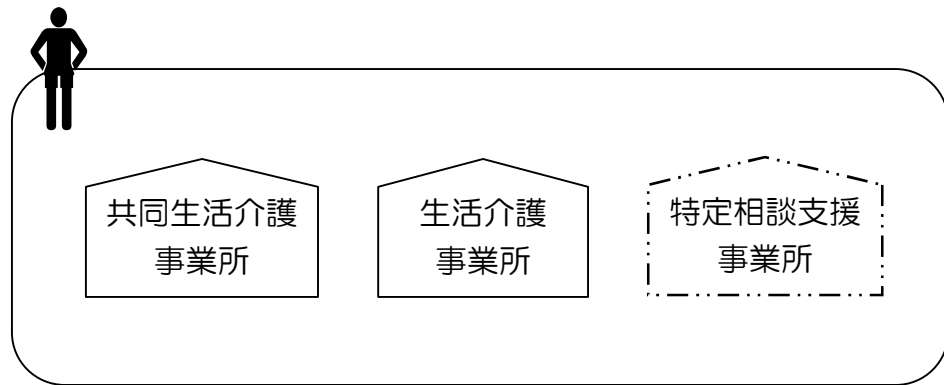 共同生活介護
事業所
生活介護
事業所
特定相談支援
事業所